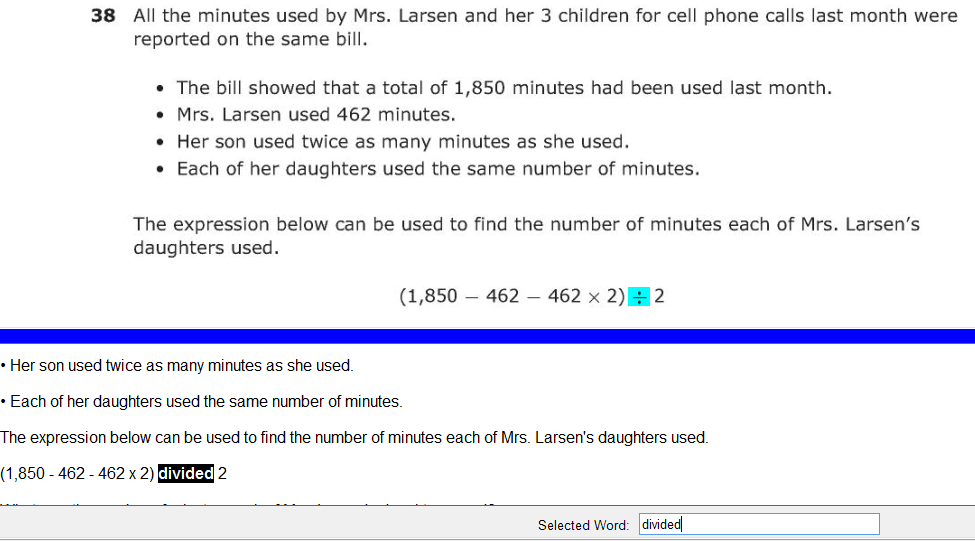 38 All the minutes used by Mrs. Larsen and her 3 children for cell phone calls last month were
reported on the same bill.
• The bill showed that a total of 1,850 minutes had been used last month.
• Mrs. Larsen used 462 minutes.
• Her son used twice as many minutes as she used.
• Each of her daughters used the same number of minutes.
The expression below can be used to find the number of minutes each of Mrs. Larsen’s
daughters used.
(1,850 – 462 – 462 × 2) ÷ 2
• Her son used twice as many minutes as she used.
• Each of her daughters used the same number of minutes.
The expression below can be used to find the number of minutes each of Mrs. Larsen's daughters used.
(1,850 - 462 - 462 x 2) divided 2
Selected Word: divided